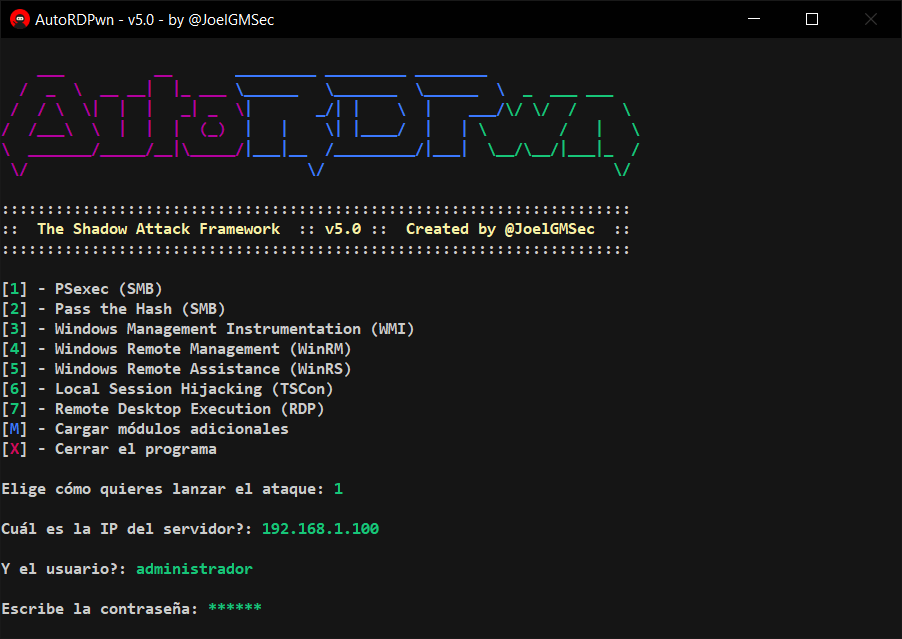 AutoRDPwn - v5.0 - by @JoelGMSec
AutoRDPwn
::::::::::::::::::::::::::::::::::::::::::::::::::::::::::::::::::::::
::  The Shadow Attack Framework  :: v5.0 ::  Created by @JoelGMSec  ::
::::::::::::::::::::::::::::::::::::::::::::::::::::::::::::::::::::::
[1] - PSexec (SMB)
[2] - Pass the Hash (SMB)
[3] - Windows Management Instrumentation (WMI)
[4] - Windows Remote Management (WinRM)
[5] - Windows Remote Assistance (WinRS)
[6] - Local Session Hijacking (TSCon)
[7] - Remote Desktop Execution (RDP)
[M] - Cargar módulos adicionales
[X] - Cerrar el programa
Elige cómo quieres lanzar el ataque: 1
Cuál es la IP del servidor?: 192.168.1.100
Y el usuario?: administrador
Escribe la contraseña: ******